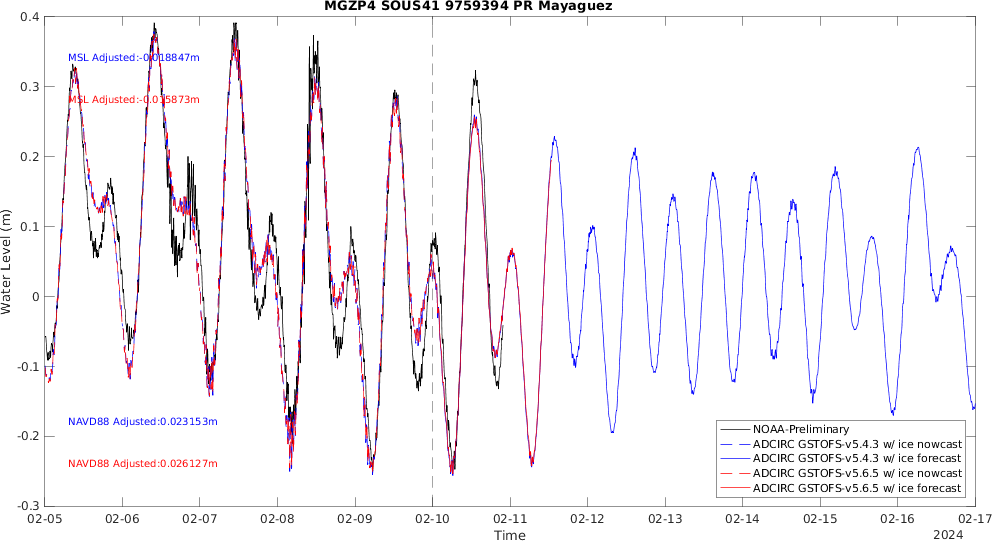 MGZP4 SOUS41 9759394 PR Mayaguez
0.4
0.3
0.2
0.1
0
-0.1
-0.2
-0.3
Water Level (m)
MSL Adjusted:-0.018847m
MSL Adjusted:-0.015873m
NAVD88 Adjusted:0.023153m
NAVD88 Adjusted:0.026127m
NOAA-Preliminary
ADCIRC GSTOFS-v5.4.3 w/ ice nowcast
ADCIRC GSTOFS-v5.4.3 w/ ice forecast
ADCIRC GSTOFS-v5.6.5 w/ ice nowcast
ADCIRC GSTOFS-v5.6.5 w/ ice forecast
02-05 02-06 02-07 02-08 02-09 02-10 02-11 02-12 02-13 02-14 02-15 02-16 02-17
Time
2024